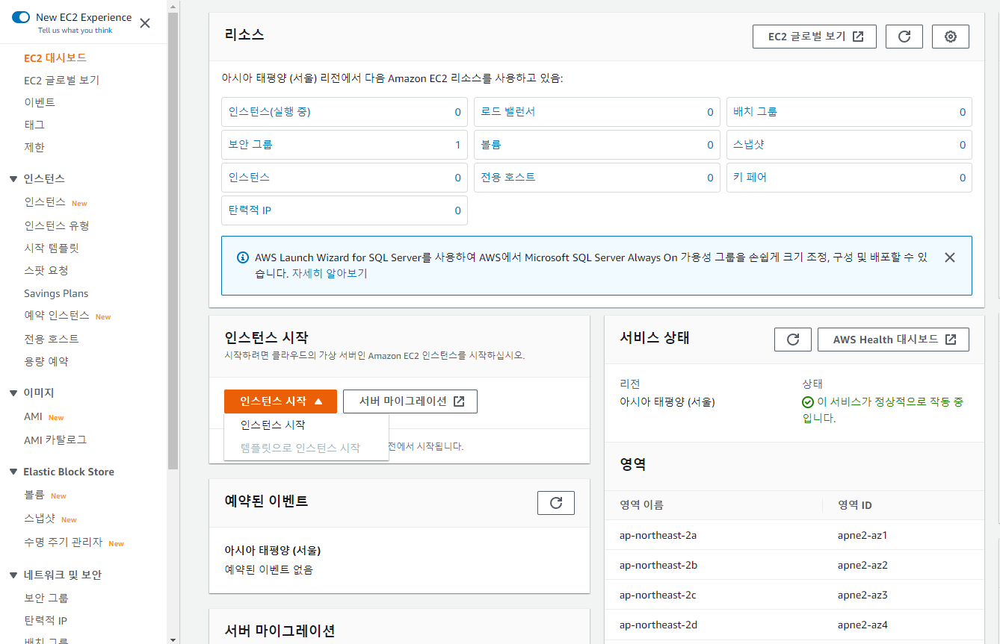 New EC2 Experience
Tell us what you think
EC2 대시보드
EC2 글로벌 보기
이벤트
태그
제한
인스턴스
인스턴스 New
인스턴스 유형
시작 템플릿
스팟 요청
Savings Plans
예약 인스턴스 New
전용 호스트
용량 예약
이미지
AMI New
AMI 카탈로그
Elastic Block Store
볼륨 New
스냅샷 New
수명 주기 관리자 New
네트워크 및 보안
보안 그룹
탄력적 IP
배치 그룹
리소스
EC2 글로벌 보기
아시아 태평양 (서울) 리전에서 다음 Amazon EC2 리소스를 사용하고 있음:
인스턴스(실행 중) 0
로드 밸런서 0
배치 그룹 0
보안 그룹 1
볼륨 0
스냅샷 0
인스턴스 0
전용 호스트 0
키 페어 0
탄력적 IP 0
AWS Launch Wizard for SQL Server를 사용하여 AWS에서 Microsoft SQL Server Always On 가용성 그룹을 손쉽게 크기 조정, 구성 및 배포할 수 있
습니다. 자세히 알아보기
인스턴스 시작
시작하려면 클라우드의 가상 서버인 Amazon EC2 인스턴스를 시작하십시오.
인스턴스 시작
서버 마이그레이션
인스턴스 시작
템플릿으로 인스턴스 시작
전에서 시작됩니다.
예약된 이벤트
아시아 태평양 (서울)
예약된 이벤트 없음
서버 마이그레이션
서비스 상태
AWS Health 대시보드
리전
아시아 태평양 (서울)
상태
이 서비스가 정상적으로 작동 중
입니다.
영역
영역 이름 영역 ID
ap-northeast-2a apne2-az1
ap-northeast-2b apne2-az2
ap-northeast-2c apne2-az3
ap-northeast-2d apne2-az4